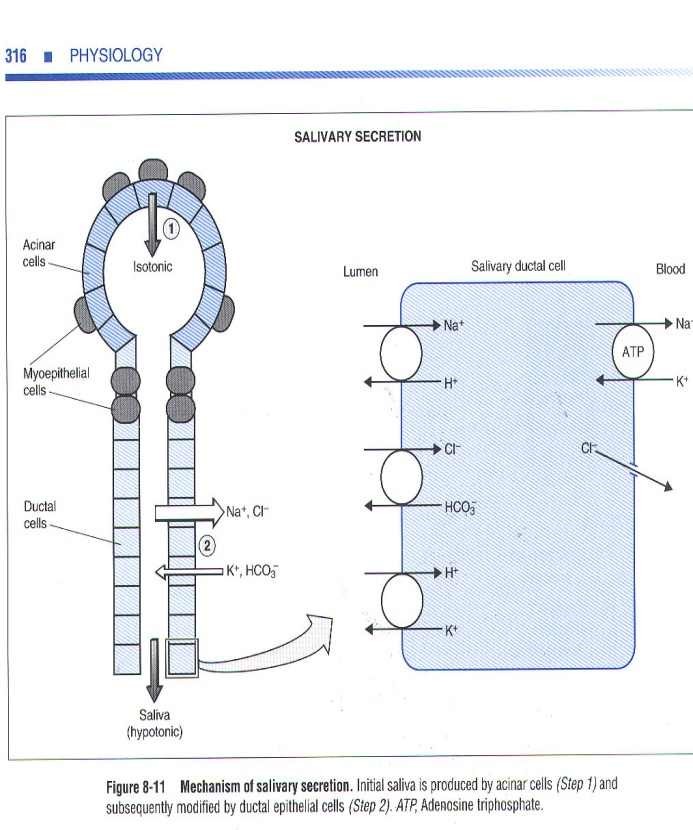 316 ■ PHYSIOLOGY
SALIVARY SECRETION
Acinar
cells
1
Isotonic
Myoepithelial
cells
Ductal
cells
Na⁺, Cl⁻
2
K⁺, HCO₃⁻
Saliva
(hypotonic)
Lumen
Salivary ductal cell
Blood
Na⁺
H⁺
Cl⁻
HCO₃⁻
H⁺
K⁺
ATP
Na⁺
K⁺
Cl⁻
Figure 8-11 Mechanism of salivary secretion. Initial saliva is produced by acinar cells (Step 1) and
subsequently modified by ductal epithelial cells (Step 2). ATP, Adenosine triphosphate.